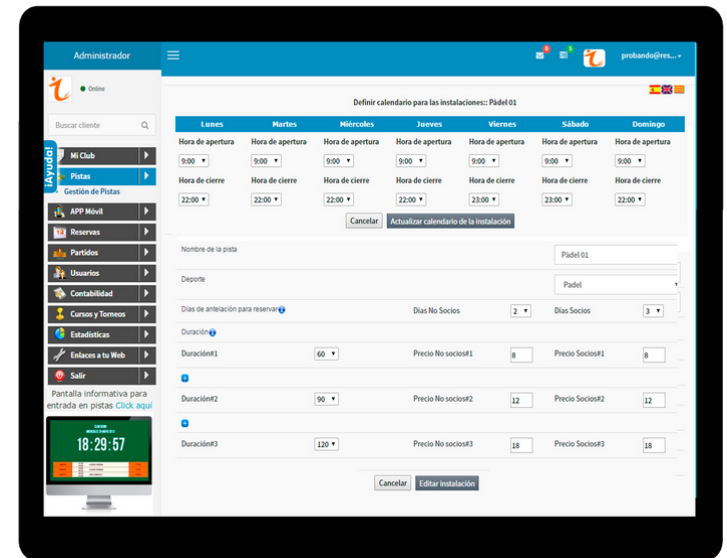 Administrador
probando@res...
Online
Buscar cliente
¡Ayuda!
Mi Club
Pistas
Gestión de Pistas
APP Móvil
Reservas
Partidos
Usuarios
Contabilidad
Cursos y Torneos
Estadísticas
Enlaces a tu Web
Salir
Pantalla informativa para
entrada en pistas Click aquí
18:29:57
Definir calendario para las instalaciones:: Pàdel 01
Lunes Martes Miércoles Jueves Viernes Sábado Domingo
Hora de apertura Hora de apertura Hora de apertura Hora de apertura Hora de apertura Hora de apertura Hora de apertura
9:00 9:00 9:00 9:00 9:00 9:00 9:00
Hora de cierre Hora de cierre Hora de cierre Hora de cierre Hora de cierre Hora de cierre Hora de cierre
22:00 22:00 22:00 22:00 23:00 23:00 22:00
Cancelar Actualizar calendario de la instalación
Nombre de la pista Pàdel 01
Deporte Padel
Días de antelación para reservar Dias No Socios 2 Dias Socios 3
Duración
Duración#1 60 Precio No socios#1 8 Precio Socios#1 8
Duración#2 90 Precio No socios#2 12 Precio Socios#2 12
Duración#3 120 Precio No socios#3 18 Precio Socios#3 18
Cancelar Editar instalación